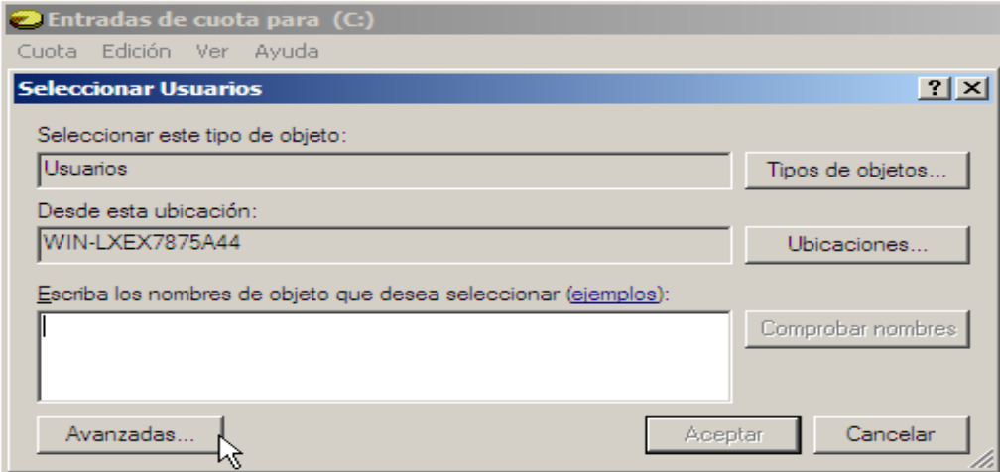 Entradas de cuota para (C:)
Cuota Edición Ver Ayuda
Seleccionar Usuarios
Seleccionar este tipo de objeto:
Usuarios
Tipos de objetos...
Desde esta ubicación:
WIN-LXEX7875A44
Ubicaciones...
Escriba los nombres de objeto que desea seleccionar (ejemplos):
Comprobar nombres
Avanzadas...
Aceptar
Cancelar